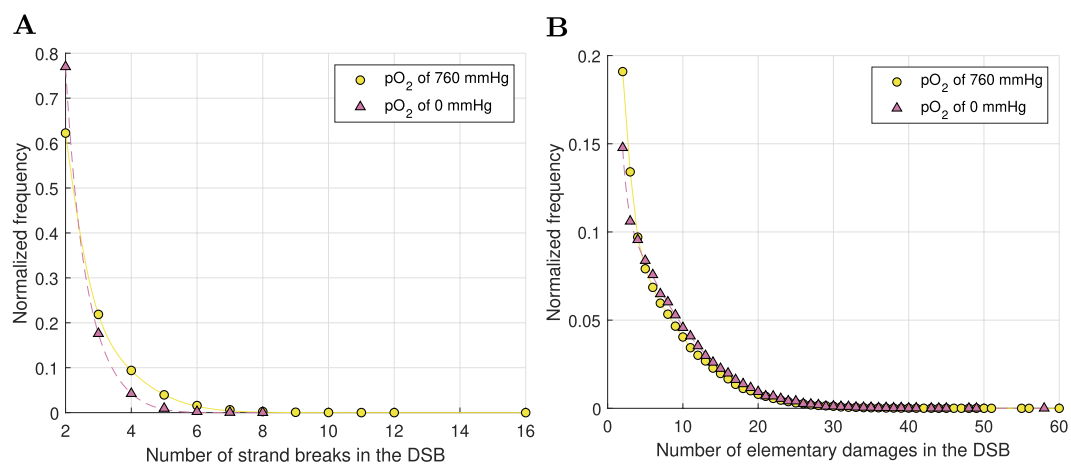 A
Normalized frequency
0.8
0.7
0.6
0.5
0.4
0.3
0.2
0.1
0
2 4 6 8 10 12 14 16
Number of strand breaks in the DSB
pO2 of 760 mmHg
pO2 of 0 mmHg
B
Normalized frequency
0.2
0.15
0.1
0.05
0
0 10 20 30 40 50 60
Number of elementary damages in the DSB
pO2 of 760 mmHg
pO2 of 0 mmHg